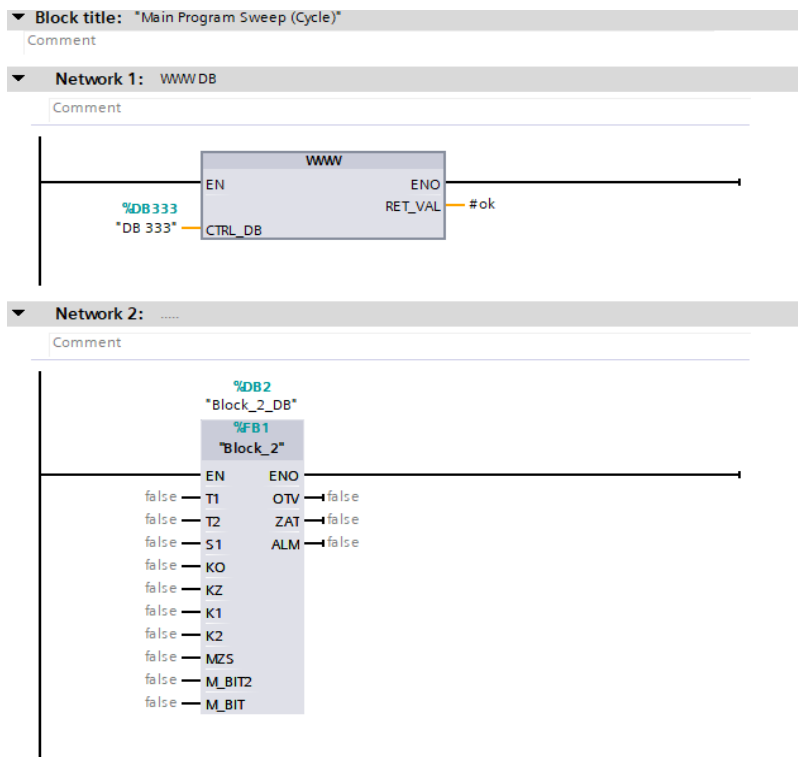 Block title: "Main Program Sweep (Cycle)"
Comment
Network 1: WWW DB
Comment
WWW
EN ENO
%DB333 RET_VAL #ok
"DB 333" CTRL_DB
Network 2: .....
Comment
%DB2
"Block_2_DB"
%FB1
"Block_2"
EN ENO
false T1 OTV false
false T2 ZAT false
false S1 ALM false
false KO
false KZ
false K1
false K2
false MZS
false M_BIT2
false M_BIT